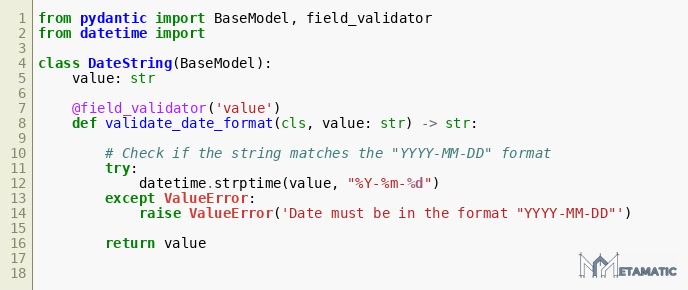 1 from pydantic import BaseModel, field_validator
2 from datetime import
3
4 class DateString(BaseModel):
5     value: str
6
7     @field_validator('value')
8     def validate_date_format(cls, value: str) -> str:
9
10         # Check if the string matches the "YYYY-MM-DD" format
11         try:
12             datetime.strptime(value, "%Y-%m-%d")
13         except ValueError:
14             raise ValueError('Date must be in the format "YYYY-MM-DD"')
15
16         return value
17
18
METAMATIC